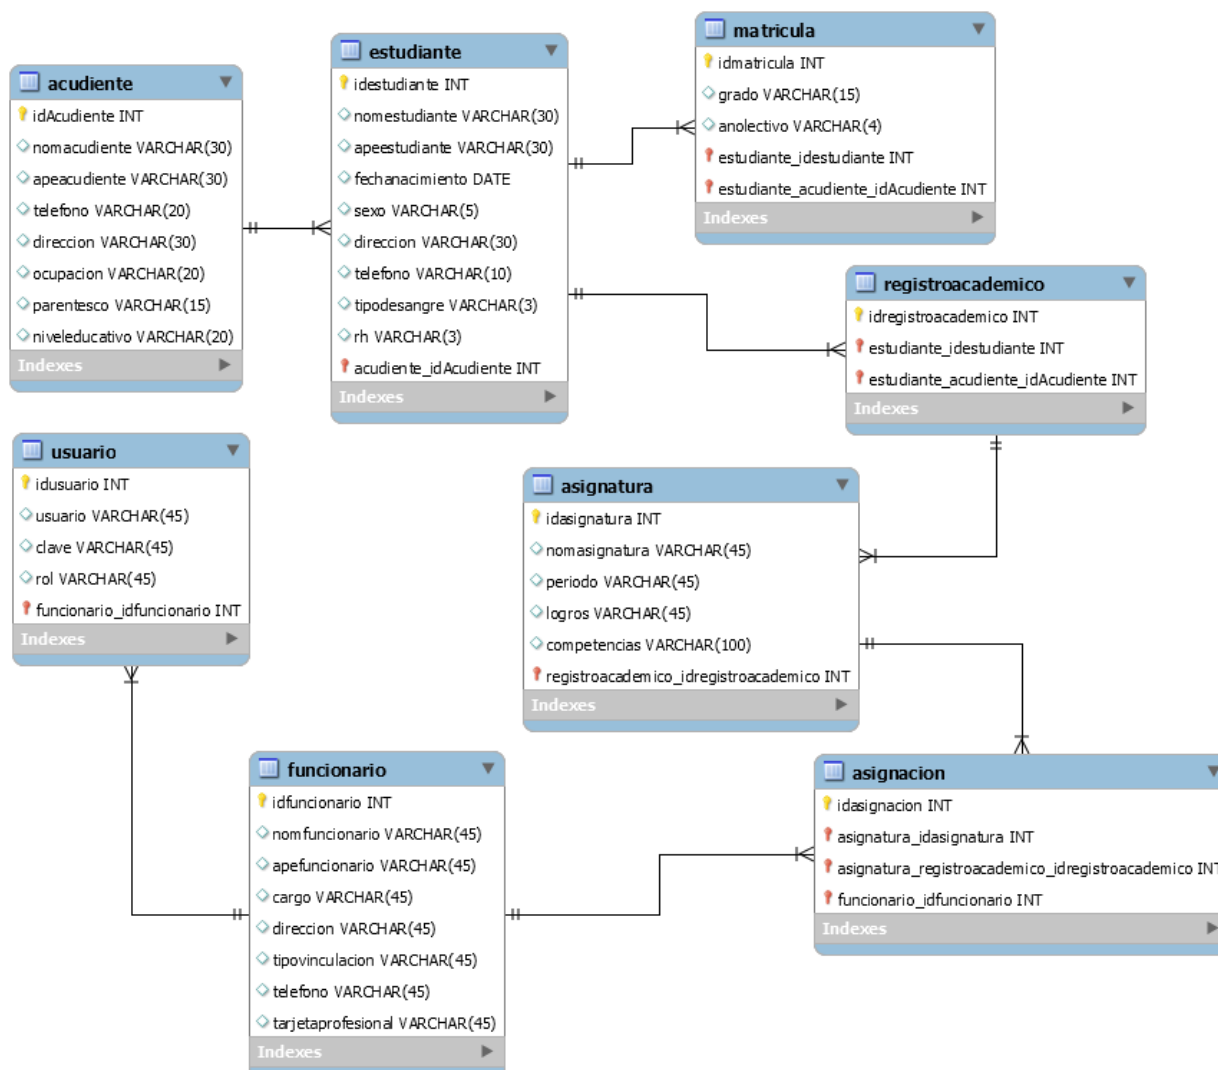 acudiente
idAcudiente INT
nomacudiente VARCHAR(30)
apeacudiente VARCHAR(30)
telefono VARCHAR(20)
direccion VARCHAR(30)
ocupacion VARCHAR(20)
parentesco VARCHAR(15)
niveleducativo VARCHAR(20)
Indexes
estudiante
idestudiante INT
nomestudiante VARCHAR(30)
apeestudiante VARCHAR(30)
fechanacimiento DATE
sexo VARCHAR(5)
direccion VARCHAR(30)
telefono VARCHAR(10)
tipodesangre VARCHAR(3)
rh VARCHAR(3)
acudiente_idAcudiente INT
Indexes
matricula
idmatricula INT
grado VARCHAR(15)
anolectivo VARCHAR(4)
estudiante_idestudiante INT
estudiante_acudiente_idAcudiente INT
Indexes
registroacademico
idregistroacademico INT
estudiante_idestudiante INT
estudiante_acudiente_idAcudiente INT
Indexes
usuario
idusuario INT
usuario VARCHAR(45)
clave VARCHAR(45)
rol VARCHAR(45)
funcionario_idfuncionario INT
Indexes
asignatura
idasignatura INT
nomasignatura VARCHAR(45)
periodo VARCHAR(45)
logros VARCHAR(45)
competencias VARCHAR(100)
registroacademico_idregistroacademico INT
Indexes
funcionario
idfuncionario INT
nomfuncionario VARCHAR(45)
apefuncionario VARCHAR(45)
cargo VARCHAR(45)
direccion VARCHAR(45)
tipovinculacion VARCHAR(45)
telefono VARCHAR(45)
tarjetaprofesional VARCHAR(45)
Indexes
asignacion
idasignacion INT
asignatura_idasignatura INT
asignatura_registroacademico_idregistroacademico INT
funcionario_idfuncionario INT
Indexes